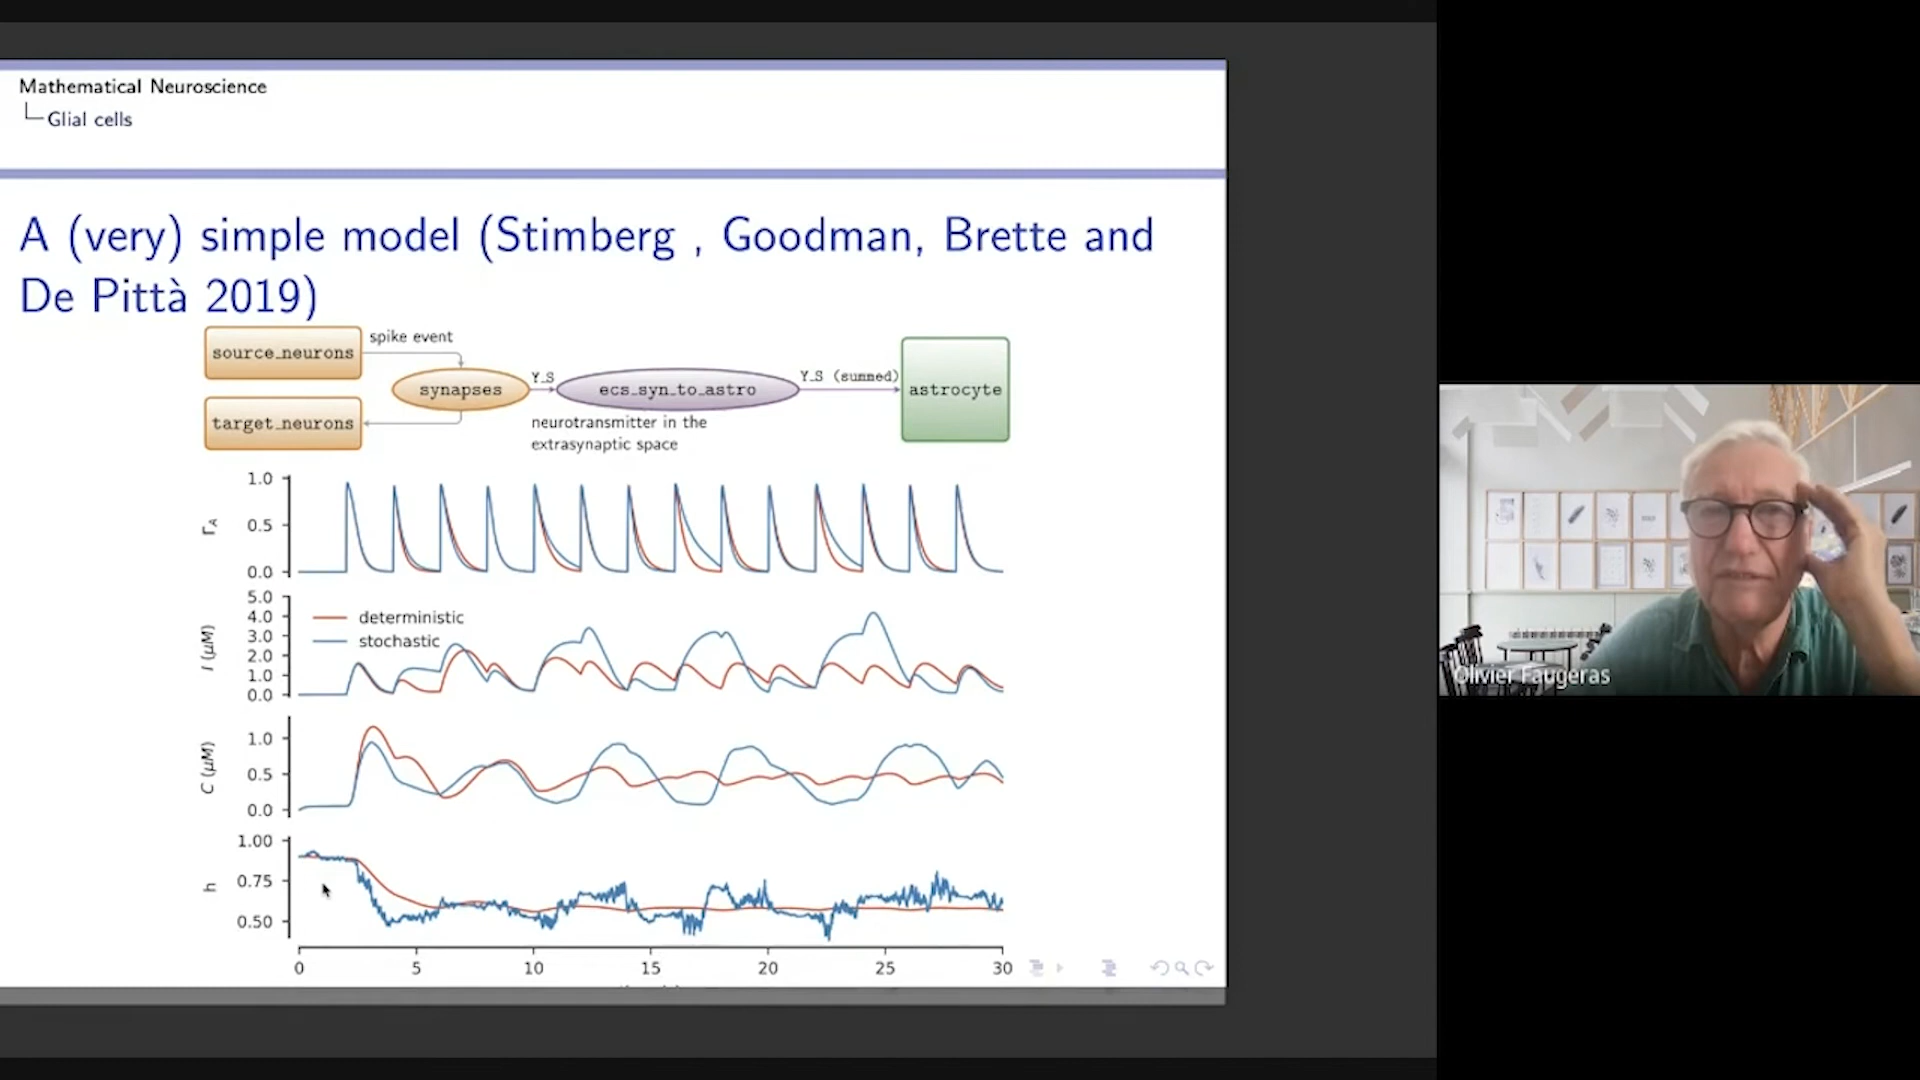 Mathematical Neuroscience
Glial cells
A (very) simple model (Stimberg , Goodman, Brette and
De Pittà 2019)
source_neurons
spike event
synapses
Y_S
ecs_syn_to_astro
Y_S (summed)
astrocyte
target_neurons
neurotransmitter in the
extrasynaptic space
1.0
0.5
0.0
Γ_A
5.0
4.0
3.0
2.0
1.0
0.0
I (μM)
deterministic
stochastic
1.0
0.5
0.0
C (μM)
1.00
0.75
0.50
h
0 5 10 15 20 25 30
Olivier Faugeras